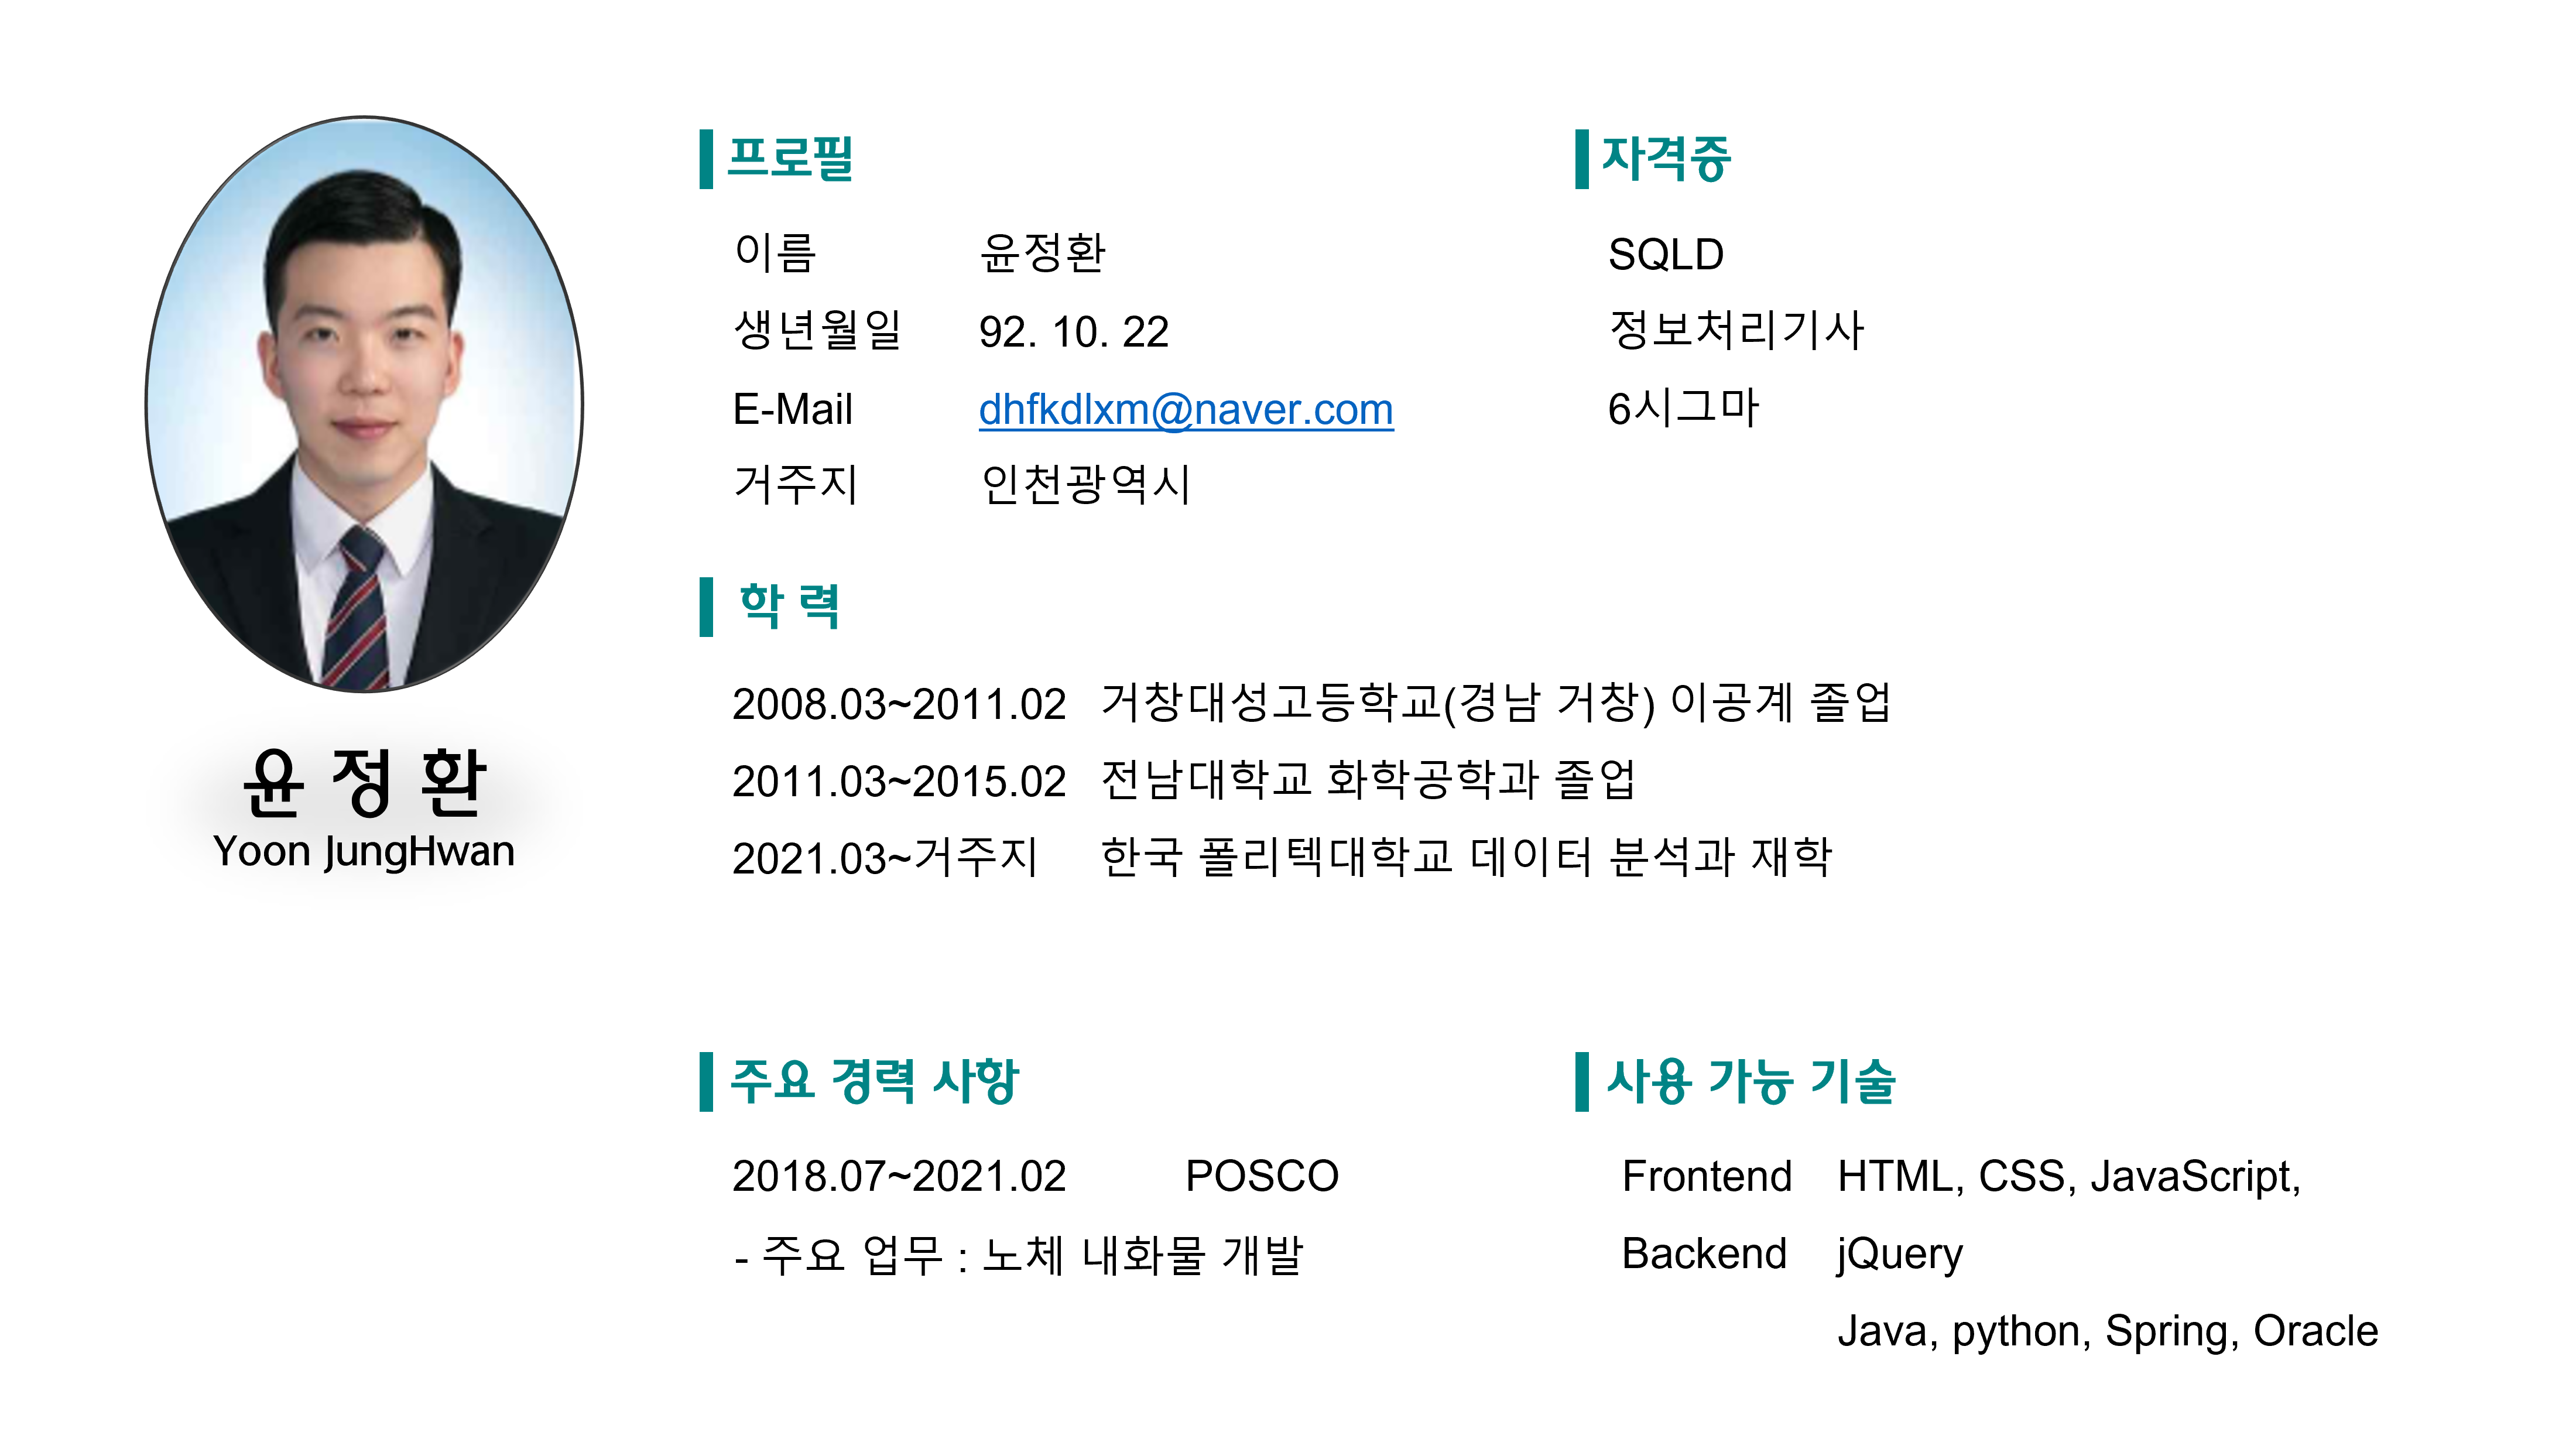 윤 정 환
Yoon JungHwan
프로필
이름 윤정환
생년월일 92. 10. 22
E-Mail dhfkdlxm@naver.com
거주지 인천광역시
자격증
SQLD
정보처리기사
6시그마
학 력
2008.03~2011.02 거창대성고등학교(경남 거창) 이공계 졸업
2011.03~2015.02 전남대학교 화학공학과 졸업
2021.03~거주지 한국 폴리텍대학교 데이터 분석과 재학
주요 경력 사항
2018.07~2021.02 POSCO
- 주요 업무 : 노체 내화물 개발
사용 가능 기술
Frontend HTML, CSS, JavaScript,
Backend jQuery
Java, python, Spring, Oracle